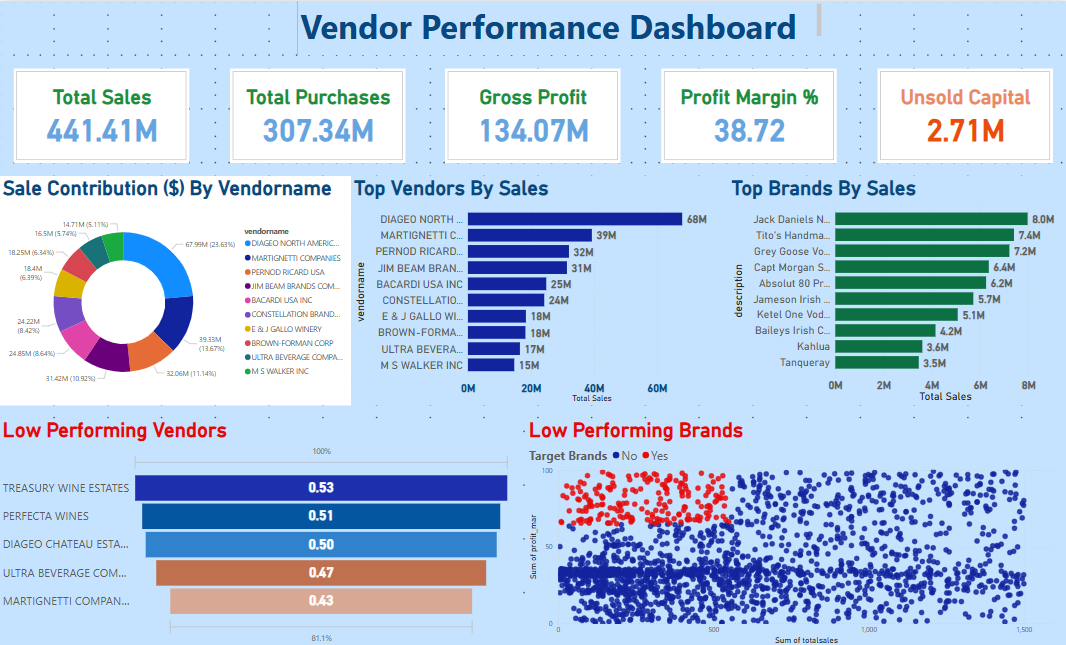 Vendor Performance Dashboard
Total Sales
441.41M
Total Purchases
307.34M
Gross Profit
134.07M
Profit Margin %
38.72
Unsold Capital
2.71M
Sale Contribution ($) By Vendorname
67.99M (23.63%)
39.33M
(13.67%)
32.06M (11.14%)
31.42M (10.92%)
24.85M (8.64%)
24.22M
(8.42%)
18.4M
(6.39%)
18.25M (6.34%)
16.5M (5.74%)
14.71M (5.11%)
vendorname
DIAGEO NORTH AMERIC...
MARTIGNETTI COMPANIES
PERNOD RICARD USA
JIM BEAM BRANDS COM...
BACARDI USA INC
CONSTELLATION BRAND...
E & J GALLO WINERY
BROWN-FORMAN CORP
ULTRA BEVERAGE COMPA...
M S WALKER INC
Top Vendors By Sales
vendorname
DIAGEO NORTH ... 68M
MARTIGNETTI C... 39M
PERNOD RICARD... 32M
JIM BEAM BRAN... 31M
BACARDI USA INC 25M
CONSTELLATIO... 24M
E & J GALLO WI... 18M
BROWN-FORMA... 18M
ULTRA BEVERA... 17M
M S WALKER INC 15M
0M 20M 40M 60M
Total Sales
Top Brands By Sales
description
Jack Daniels N... 8.0M
Tito's Handma... 7.4M
Grey Goose Vo... 7.2M
Capt Morgan S... 6.4M
Absolut 80 Pr... 6.2M
Jameson Irish ... 5.7M
Ketel One Vod... 5.1M
Baileys Irish C... 4.2M
Kahlua 3.6M
Tanqueray 3.5M
0M 2M 4M 6M 8M
Total Sales
Low Performing Vendors
100%
TREASURY WINE ESTATES 0.53
PERFECTA WINES 0.51
DIAGEO CHATEAU ESTA... 0.50
ULTRA BEVERAGE COM... 0.47
MARTIGNETTI COMPAN... 0.43
81.1%
Low Performing Brands
Target Brands No Yes
Sum of profit_mar
100
50
0
0 500 1,000 1,500
Sum of totalsales